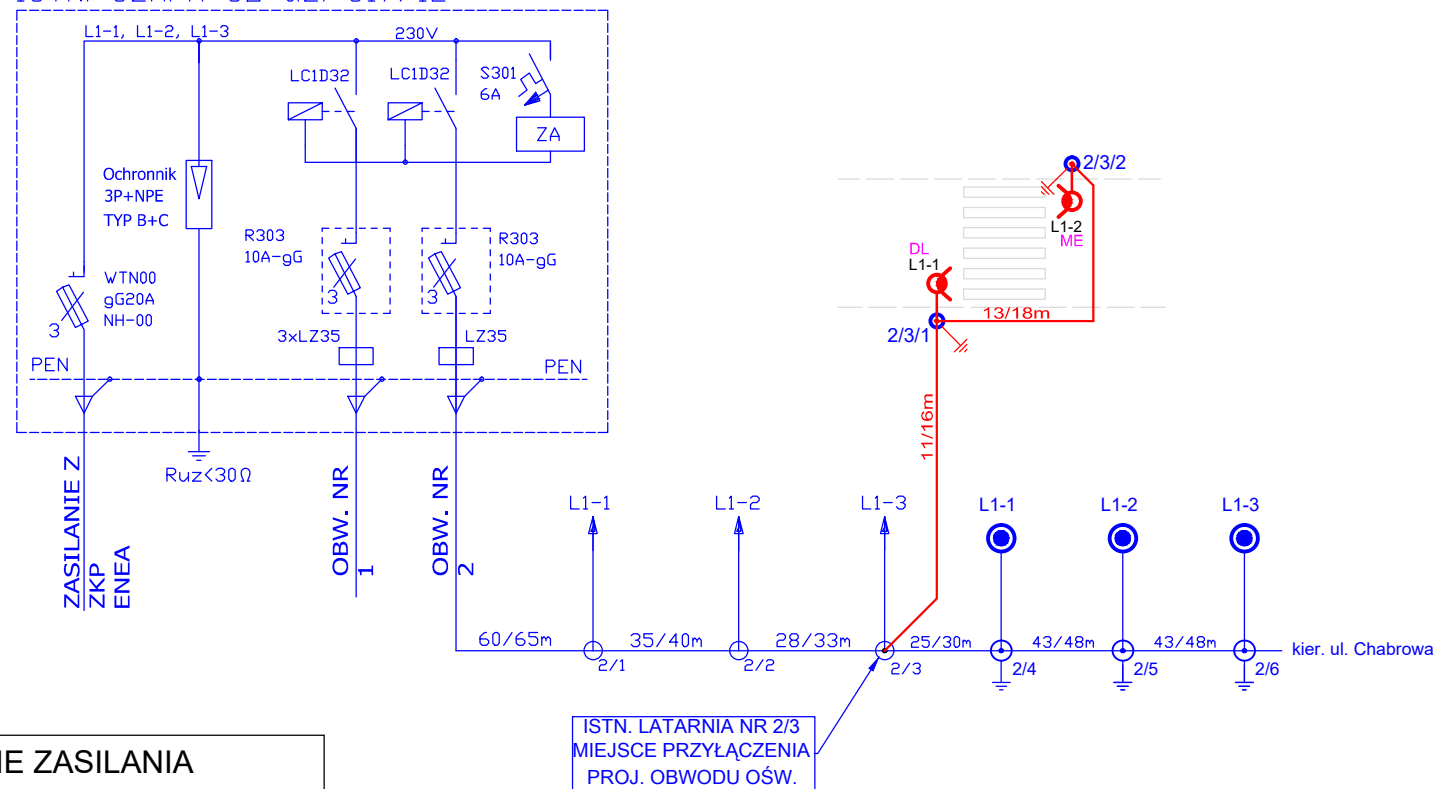 L1-1, L1-2, L1-3
230V
LC1D32
LC1D32
S301
6A
ZA
Ochronnik
3P+NPE
TYP B+C
R303
10A-gG
3
R303
10A-gG
3
WTN00
gG20A
NH-00
3
3xLZ35
LZ35
PEN
PEN
Ruz<30Ω
ZASILANIE Z
ZKP
ENEA
OBW. NR
1
OBW. NR
2
2/3/2
L1-2
ME
DL
L1-1
13/18m
2/3/1
11/16m
L1-1
L1-2
L1-3
L1-1
L1-2
L1-3
60/65m
35/40m
28/33m
25/30m
43/48m
43/48m
kier. ul. Chabrowa
2/1
2/2
2/3
2/4
2/5
2/6
ISTN. LATARNIA NR 2/3
MIEJSCE PRZYŁĄCZENIA
PROJ. OBWODU OŚW.
IE ZASILANIA